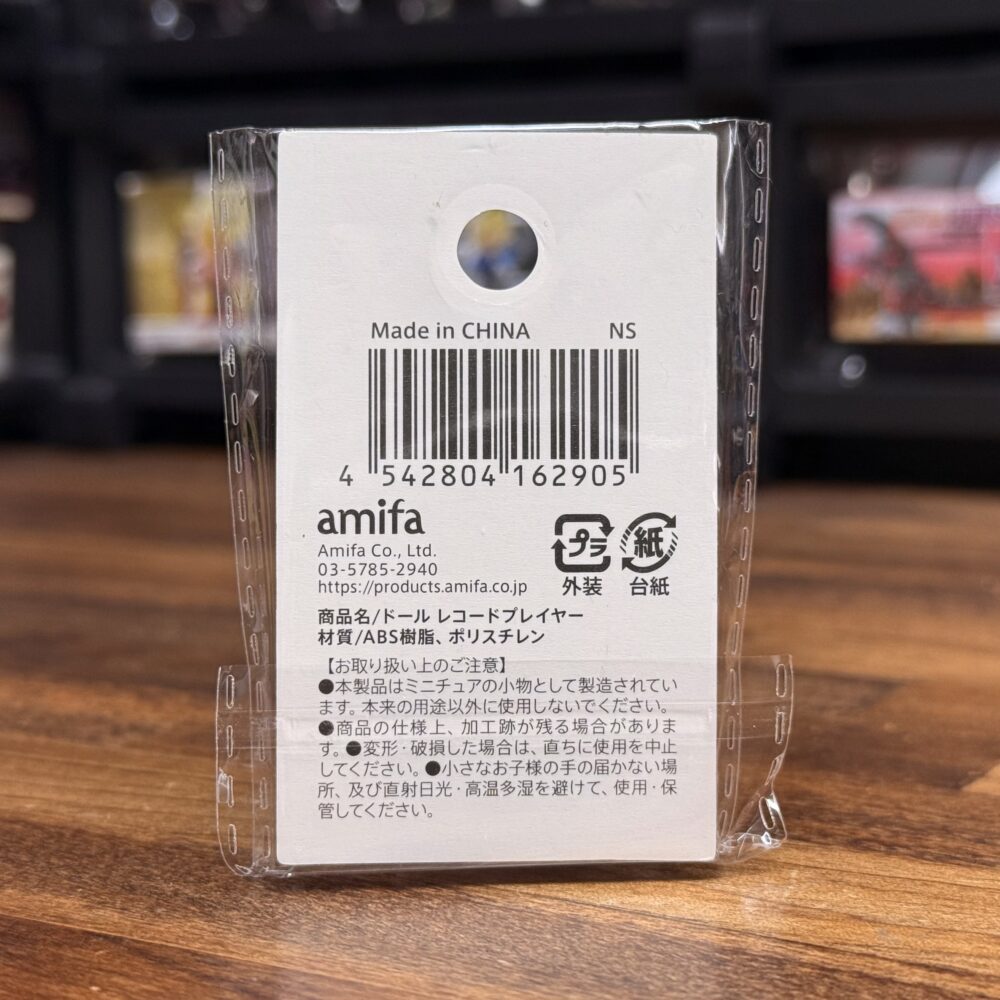 Made in CHINA NS
4 542804 162905
amifa
Amifa Co., Ltd.
03-5785-2940
https://products.amifa.co.jp
プラ 紙
外装 台紙
商品名/ドール レコードプレイヤー
材質/ABS樹脂、ポリスチレン
【お取り扱い上のご注意】
●本製品はミニチュアの小物として製造されてい
ます。本来の用途以外に使用しないでください。
●商品の仕様上、加工跡が残る場合がありま
す。●変形・破損した場合は、直ちに使用を中止
してください。●小さなお子様の手の届かない場
所、及び直射日光・高温多湿を避けて、使用・保
管してください。